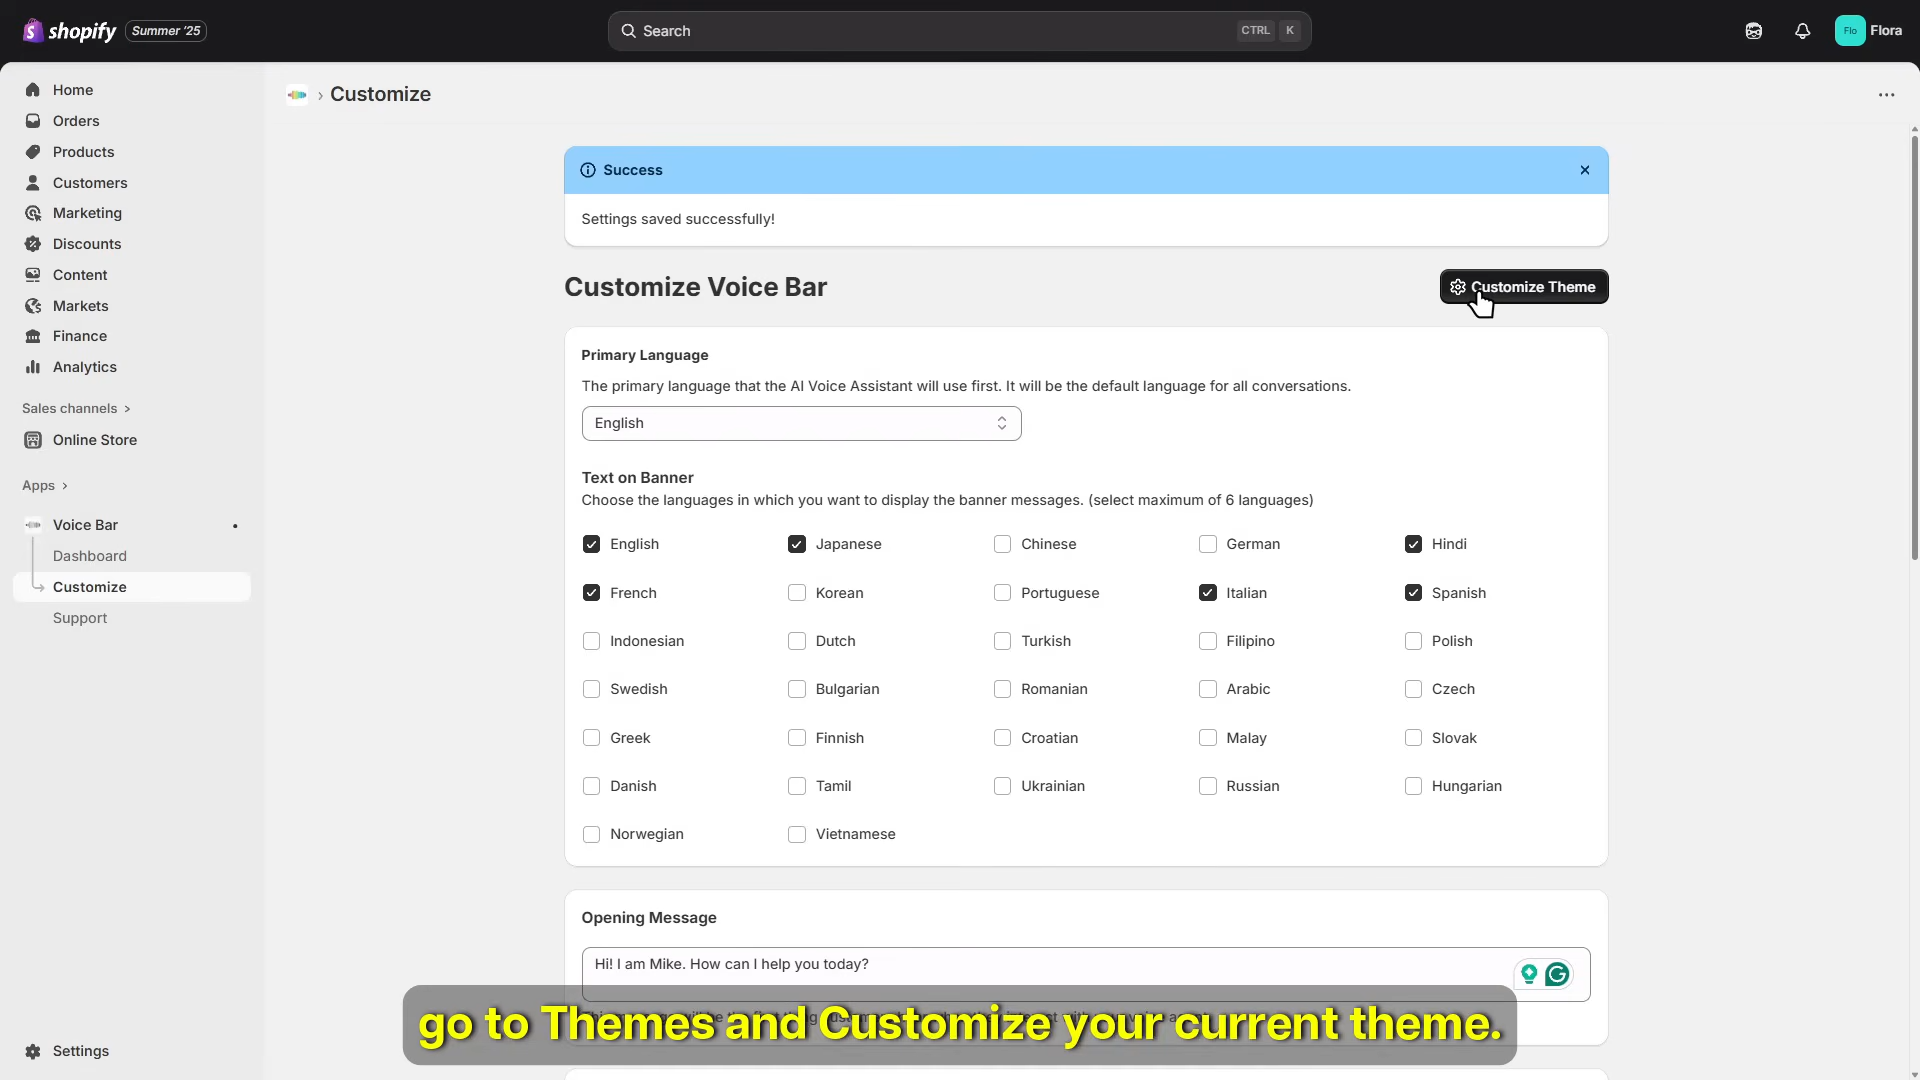 shopify Summer '25
Search CTRL K
Flo Flora
Home
Orders
Products
Customers
Marketing
Discounts
Content
Markets
Finance
Analytics
Sales channels >
Online Store
Apps >
Voice Bar
Dashboard
Customize
Support
Settings
› Customize
Success
Settings saved successfully!
Customize Voice Bar
Customize Theme
Primary Language
The primary language that the AI Voice Assistant will use first. It will be the default language for all conversations.
English
Text on Banner
Choose the languages in which you want to display the banner messages. (select maximum of 6 languages)
English Japanese Chinese German Hindi
French Korean Portuguese Italian Spanish
Indonesian Dutch Turkish Filipino Polish
Swedish Bulgarian Romanian Arabic Czech
Greek Finnish Croatian Malay Slovak
Danish Tamil Ukrainian Russian Hungarian
Norwegian Vietnamese
Opening Message
Hi! I am Mike. How can I help you today?
go to Themes and Customize your current theme.